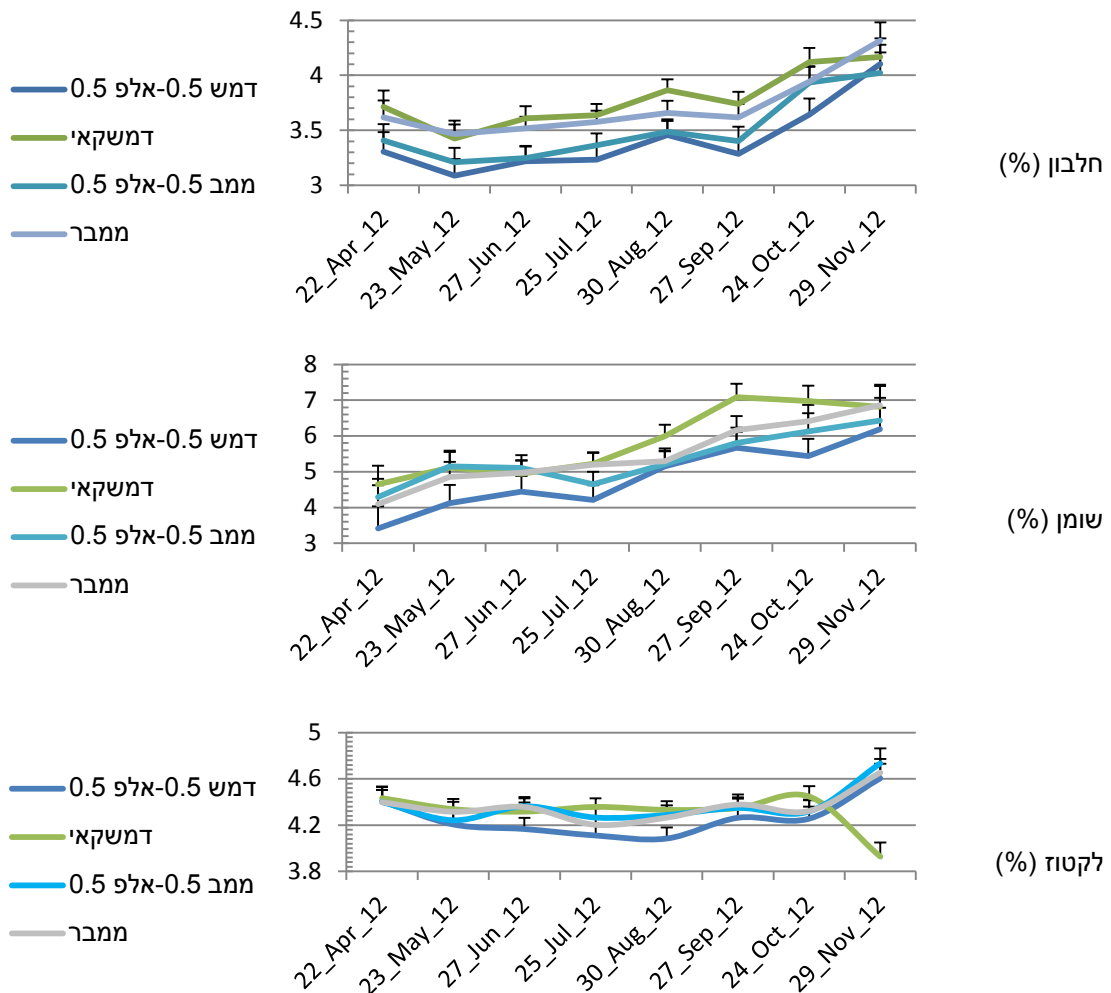 4.5
4
3.5
3
22_Apr_12
23_May_12
27_Jun_12
25_Jul_12
30_Aug_12
27_Sep_12
24_Oct_12
29_Nov_12
דמש 0.5-אלפ 0.5
דמשקאי
ממב 0.5-אלפ 0.5
ממבר
חלבון (%)
8
7
6
5
4
3
22_Apr_12
23_May_12
27_Jun_12
25_Jul_12
30_Aug_12
27_Sep_12
24_Oct_12
29_Nov_12
דמש 0.5-אלפ 0.5
דמשקאי
ממב 0.5-אלפ 0.5
ממבר
שומן (%)
5
4.6
4.2
3.8
22_Apr_12
23_May_12
27_Jun_12
25_Jul_12
30_Aug_12
27_Sep_12
24_Oct_12
29_Nov_12
דמש 0.5-אלפ 0.5
דמשקאי
ממב 0.5-אלפ 0.5
ממבר
לקטוז (%)